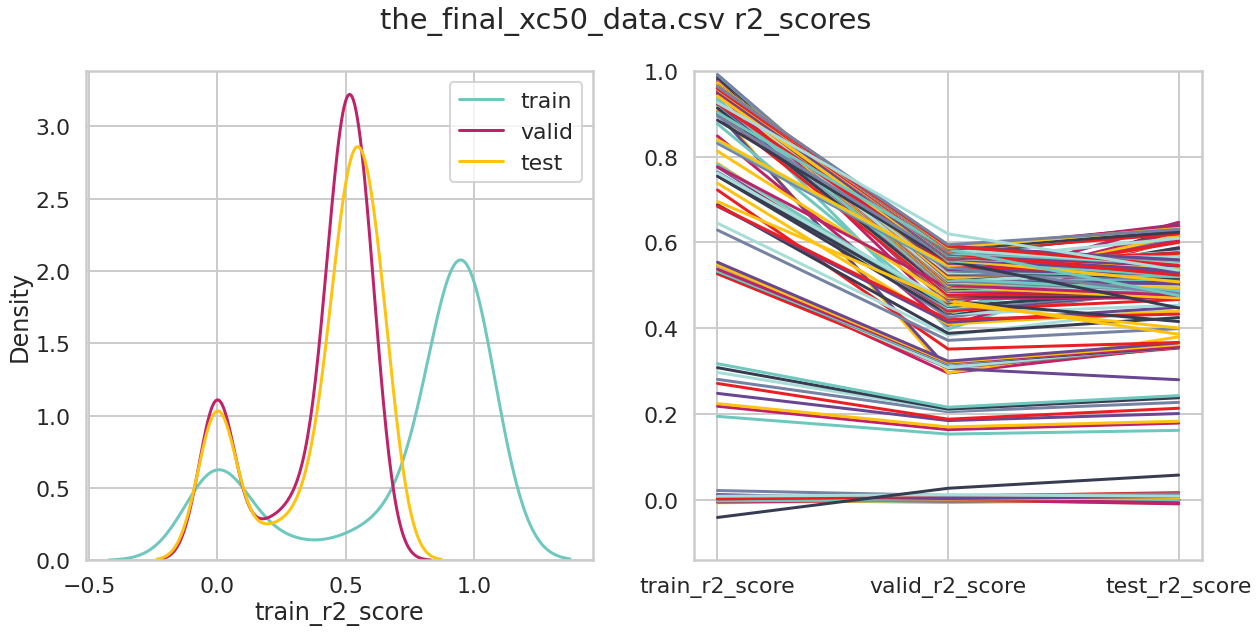 the_final_xc50_data.csv r2_scores
Density
3.0
2.5
2.0
1.5
1.0
0.5
0.0
−0.5
0.0
0.5
1.0
train_r2_score
train
valid
test
1.0
0.8
0.6
0.4
0.2
0.0
train_r2_score
valid_r2_score
test_r2_score